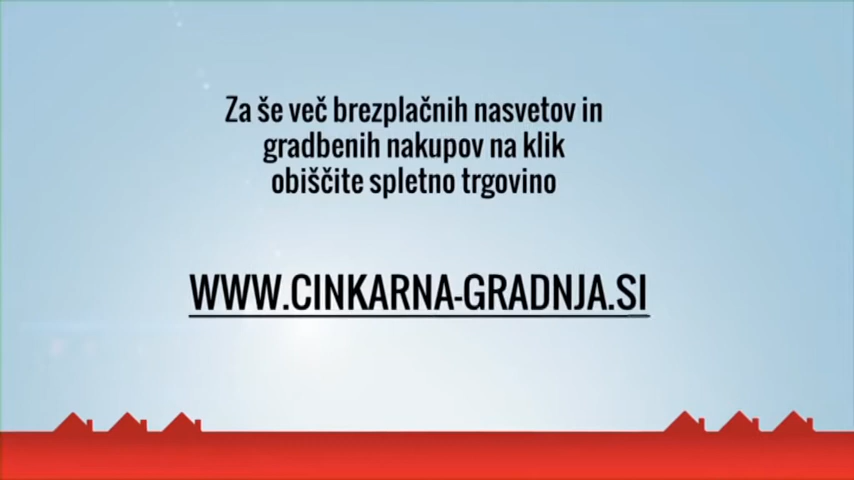 Za še več brezplačnih nasvetov in
gradbenih nakupov na klik
obiščite spletno trgovino
WWW.CINKARNA-GRADNJA.SI